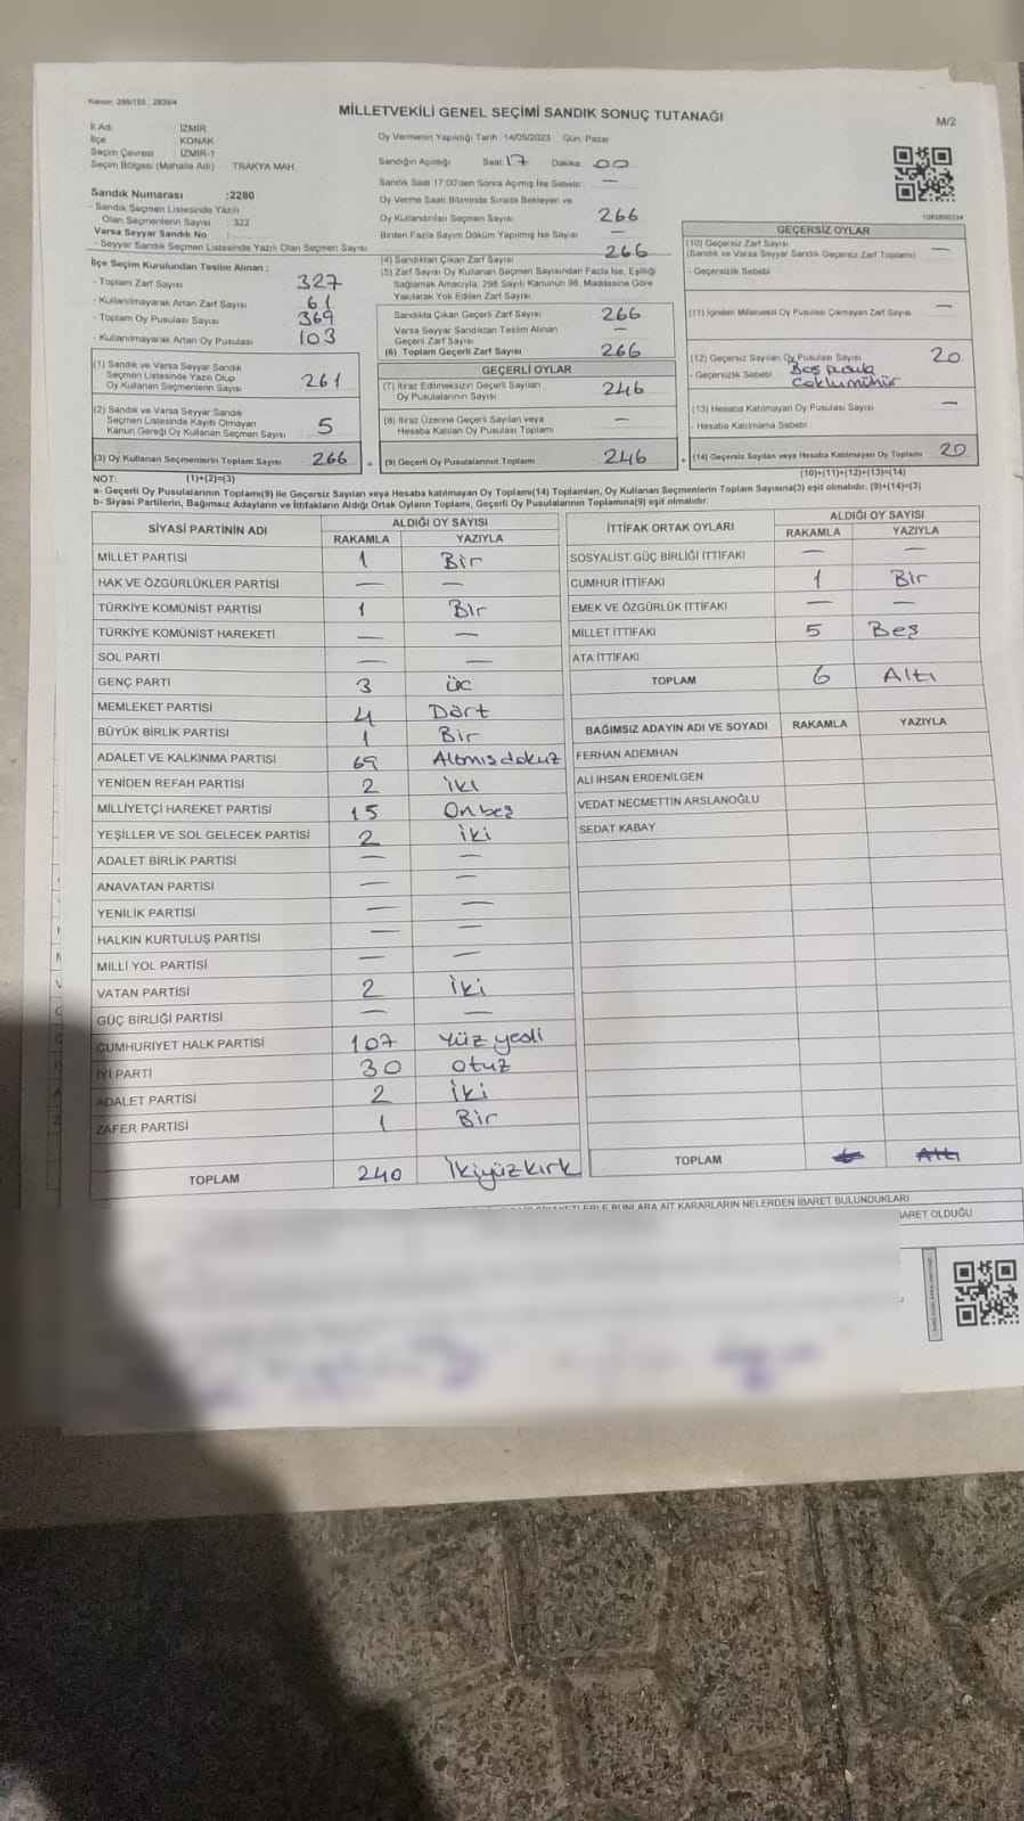 Kanun: 298/105 , 2839/4
MİLLETVEKİLİ GENEL SEÇİMİ SANDIK SONUÇ TUTANAĞI
M/2
İl Adı : İZMİR
İlçe : KONAK
Seçim Çevresi : İZMİR-1
Seçim Bölgesi (Mahalle Adı) : TRAKYA MAH.
Sandık Numarası :2280
- Sandık Seçmen Listesinde Yazılı
Olan Seçmenlerin Sayısı : 322
Varsa Seyyar Sandık No :
- Seyyar Sandık Seçmen Listesinde Yazılı Olan Seçmen Sayısı
İlçe Seçim Kurulundan Teslim Alınan :
- Toplam Zarf Sayısı 327
- Kullanılmayarak Artan Zarf Sayısı 61
- Toplam Oy Pusulası Sayısı 369
- Kullanılmayarak Artan Oy Pusulası 103
(1) Sandık ve Varsa Seyyar Sandık
Seçmen Listesinde Yazılı Olup
Oy Kullanan Seçmenlerin Sayısı 261
(2) Sandık ve Varsa Seyyar Sandık
Seçmen Listesinde Kayıtlı Olmayan
Kanun Gereği Oy Kullanan Seçmen Sayısı 5
(3) Oy Kullanan Seçmenlerin Toplam Sayısı 266
Oy Vermenin Yapıldığı Tarih :14/05/2023 Gün: Pazar
Sandığın Açıldığı Saat: 17 Dakika: 00
Sandık Saat 17:00'den Sonra Açılmış İse Sebebi: —
Oy Verme Saati Bitiminde Sırada Bekleyen ve
Oy Kullandırılan Seçmen Sayısı 266
Birden Fazla Sayım Döküm Yapılmış İse Sayısı —
(4) Sandıktan Çıkan Zarf Sayısı 266
(5) Zarf Sayısı Oy Kullanan Seçmen Sayısından Fazla İse, Eşitliği
Sağlamak Amacıyla, 298 Sayılı Kanunun 98. Maddesine Göre
Yakılarak Yok Edilen Zarf Sayısı
Sandıkta Çıkan Geçerli Zarf Sayısı 266
Varsa Seyyar Sandıktan Teslim Alınan
Geçerli Zarf Sayısı —
(6) Toplam Geçerli Zarf Sayısı 266
GEÇERLİ OYLAR
(7) İtiraz Edilmeksizin Geçerli Sayılan
Oy Pusulalarının Sayısı 246
(8) İtiraz Üzerine Geçerli Sayılan veya
Hesaba Katılan Oy Pusulası Toplamı —
(9) Geçerli Oy Pusulalarının Toplamı 246
GEÇERSİZ OYLAR
(10) Geçersiz Zarf Sayısı
(Sandık ve Varsa Seyyar Sandık Geçersiz Zarf Toplamı) —
- Geçersizlik Sebebi
(11) İçinden Milletvekili Oy Pusulası Çıkmayan Zarf Sayısı —
(12) Geçersiz Sayılan Oy Pusulası Sayısı 20
- Geçersizlik Sebebi Boş pusula
Çoklumühür
(13) Hesaba Katılmayan Oy Pusulası Sayısı —
- Hesaba Katılmama Sebebi
(14) Geçersiz Sayılan veya Hesaba Katılmayan Oy Toplamı 20
NOT: (1)+(2)=(3)
(10)+(11)+(12)+(13)=(14)
a- Geçerli Oy Pusulalarının Toplamı(9) ile Geçersiz Sayılan veya Hesaba katılmayan Oy Toplamı(14) Toplamları, Oy Kullanan Seçmenlerin Toplam Sayısına(3) eşit olmalıdır. (9)+(14)=(3)
b- Siyasi Partilerin, Bağımsız Adayların ve İttifakların Aldığı Ortak Oyların Toplamı, Geçerli Oy Pusulalarının Toplamına(9) eşit olmalıdır.
SİYASİ PARTİNİN ADI ALDIĞI OY SAYISI
RAKAMLA YAZIYLA
MİLLET PARTİSİ 1 Bir
HAK VE ÖZGÜRLÜKLER PARTİSİ — —
TÜRKİYE KOMÜNİST PARTİSİ 1 Bir
TÜRKİYE KOMÜNİST HAREKETİ — —
SOL PARTİ — —
GENÇ PARTİ 3 üç
MEMLEKET PARTİSİ 4 Dört
BÜYÜK BİRLİK PARTİSİ 1 Bir
ADALET VE KALKINMA PARTİSİ 69 Altmışdokuz
YENİDEN REFAH PARTİSİ 2 iki
MİLLİYETÇİ HAREKET PARTİSİ 15 Onbeş
YEŞİLLER VE SOL GELECEK PARTİSİ 2 iki
ADALET BİRLİK PARTİSİ — —
ANAVATAN PARTİSİ — —
YENİLİK PARTİSİ — —
HALKIN KURTULUŞ PARTİSİ — —
MİLLİ YOL PARTİSİ — —
VATAN PARTİSİ 2 İki
GÜÇ BİRLİĞİ PARTİSİ — —
CUMHURİYET HALK PARTİSİ 107 Yüz yedi
İYİ PARTİ 30 otuz
ADALET PARTİSİ 2 İki
ZAFER PARTİSİ 1 Bir
TOPLAM 240 İkiyüzkırk
İTTİFAK ORTAK OYLARI ALDIĞI OY SAYISI
RAKAMLA YAZIYLA
SOSYALİST GÜÇ BİRLİĞİ İTTİFAKI — —
CUMHUR İTTİFAKI 1 Bir
EMEK VE ÖZGÜRLÜK İTTİFAKI — —
MİLLET İTTİFAKI 5 Beş
ATA İTTİFAKI
TOPLAM 6 Altı
BAĞIMSIZ ADAYIN ADI VE SOYADI RAKAMLA YAZIYLA
FERHAN ADEMHAN
ALİ İHSAN ERDENİLGEN
VEDAT NECMETTİN ARSLANOĞLU
SEDAT KABAY
TOPLAM Altı
BUNLARA AİT KARARLARIN NELERDEN İBARET BULUNDUKLARI
İBARET OLDUĞU